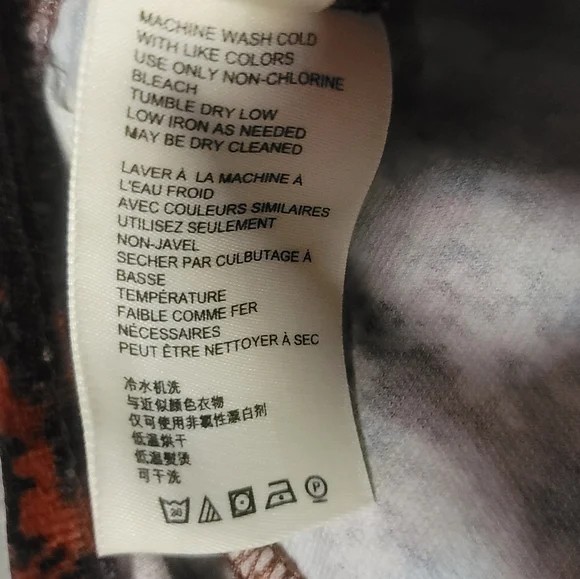 MACHINE WASH COLD
WITH LIKE COLORS
USE ONLY NON-CHLORINE
BLEACH
TUMBLE DRY LOW
LOW IRON AS NEEDED
MAY BE DRY CLEANED
LAVER À LA MACHINE A
L'EAU FROID
AVEC COULEURS SIMILAIRES
UTILISEZ SEULEMENT
NON-JAVEL
SECHER PAR CULBUTAGE À
BASSE
TEMPÉRATURE
FAIBLE COMME FER
NÉCESSAIRES
PEUT ÊTRE NETTOYER À SEC
冷水机洗
与近似颜色衣物
仅可使用非氯性漂白剂
低温烘干
低温熨烫
可干洗
30 P